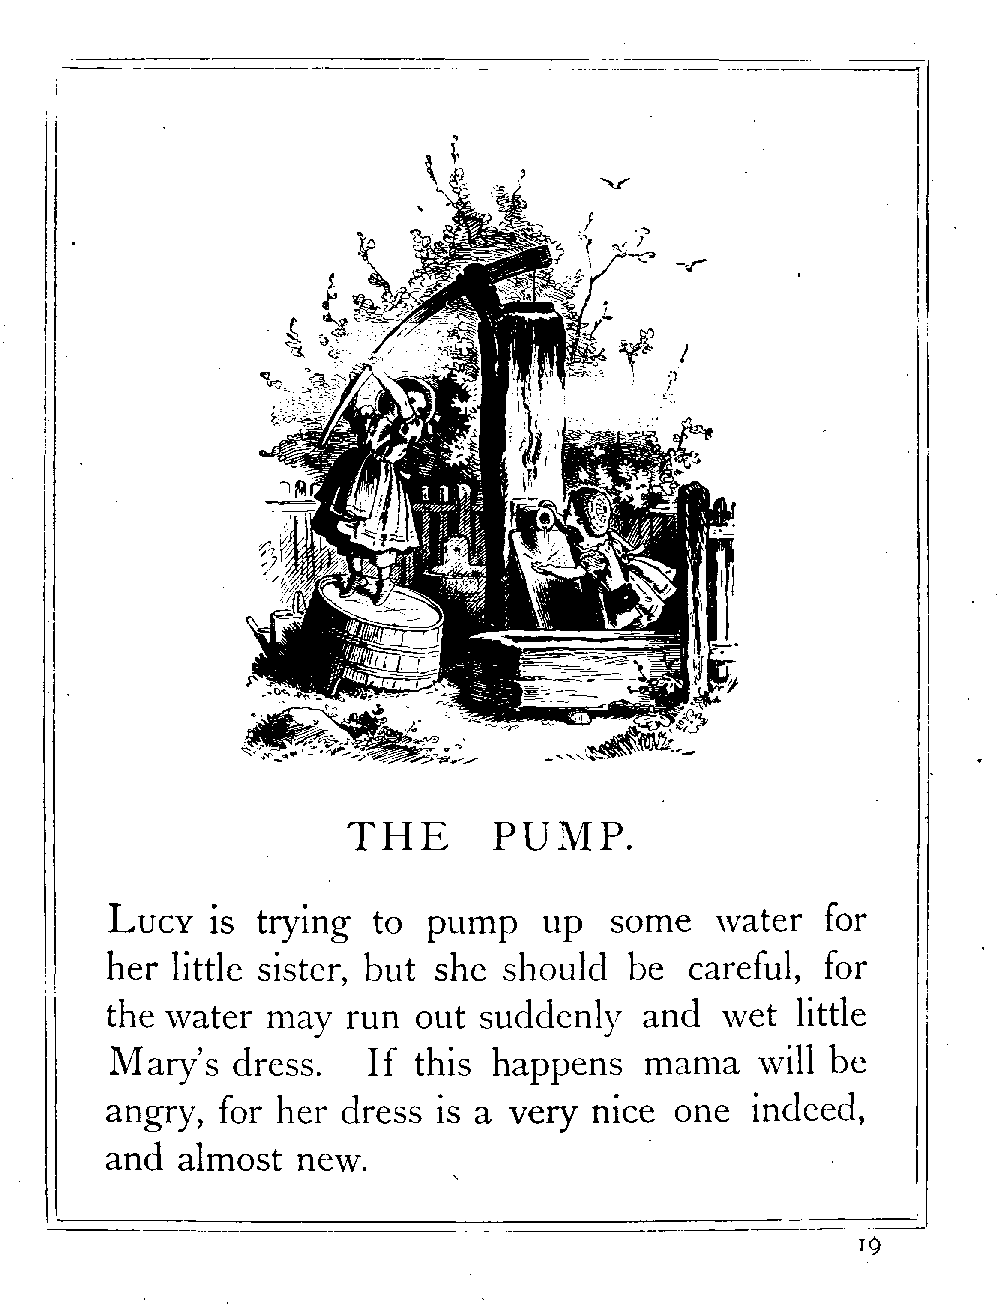 THE PUMP.
LUCY is trying to pump up some water for
her little sister, but she should be careful, for
the water may run out suddenly and wet little
Mary's dress. If this happens mama will be
angry, for her dress is a very nice one indeed,
and almost new.
19